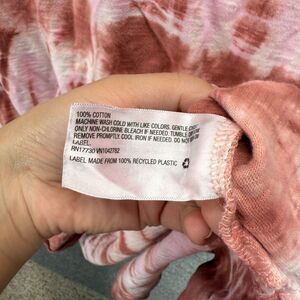 100% COTTON
MACHINE WASH COLD WITH LIKE COLORS. GENTLE CYCLE.
ONLY NON-CHLORINE BLEACH IF NEEDED. TUMBLE DRY
REMOVE PROMPTLY. COOL IRON IF NEEDED. DO NOT
LABEL.
RN17730 VN1042782
LABEL MADE FROM 100% RECYCLED PLASTIC